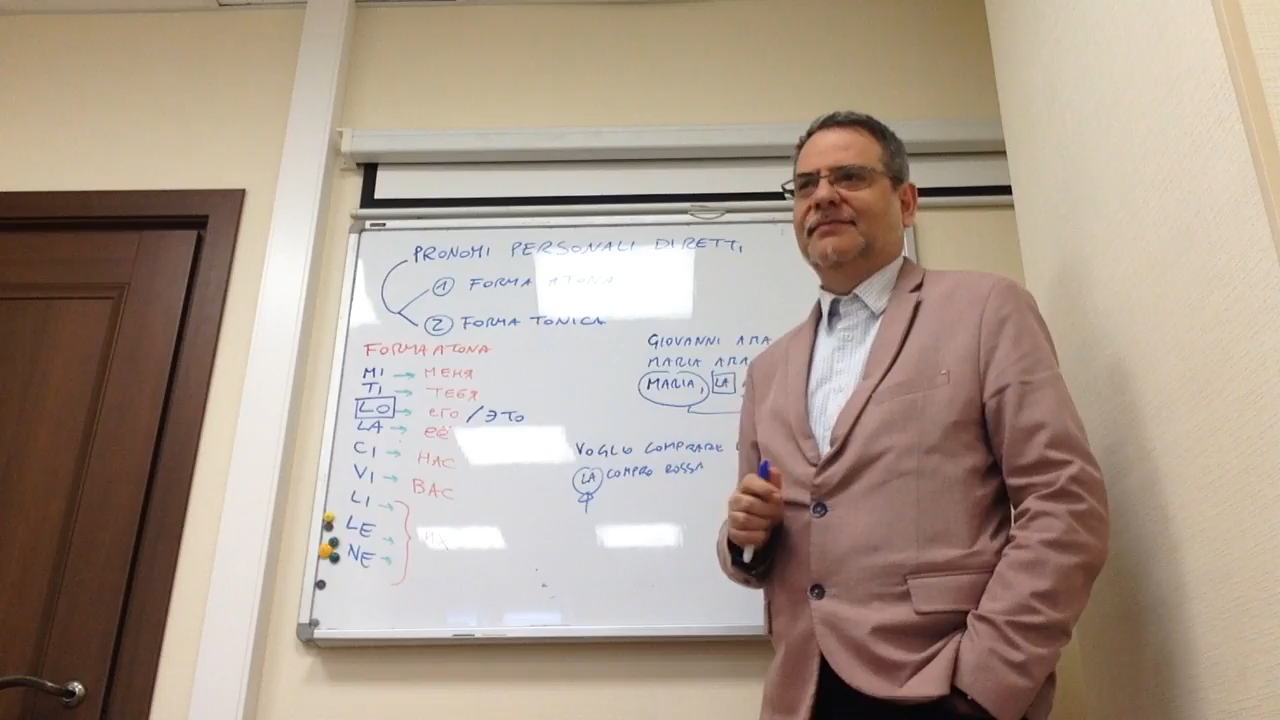 PRONOMI PERSONALI DIRETTI
1 FORMA ATONA
2 FORMA TONICA
FORMA ATONA
MI → МЕНЯ
TI → ТЕБЯ
LO → его / ЭТО
LA → её
CI → НАС
VI → ВАС
LI →
LE →
NE →
ИХ
GIOVANNI AMA
MARIA AMA
MARIA, LA
VOGLIO COMPRARE
LA COMPRO ROSSA